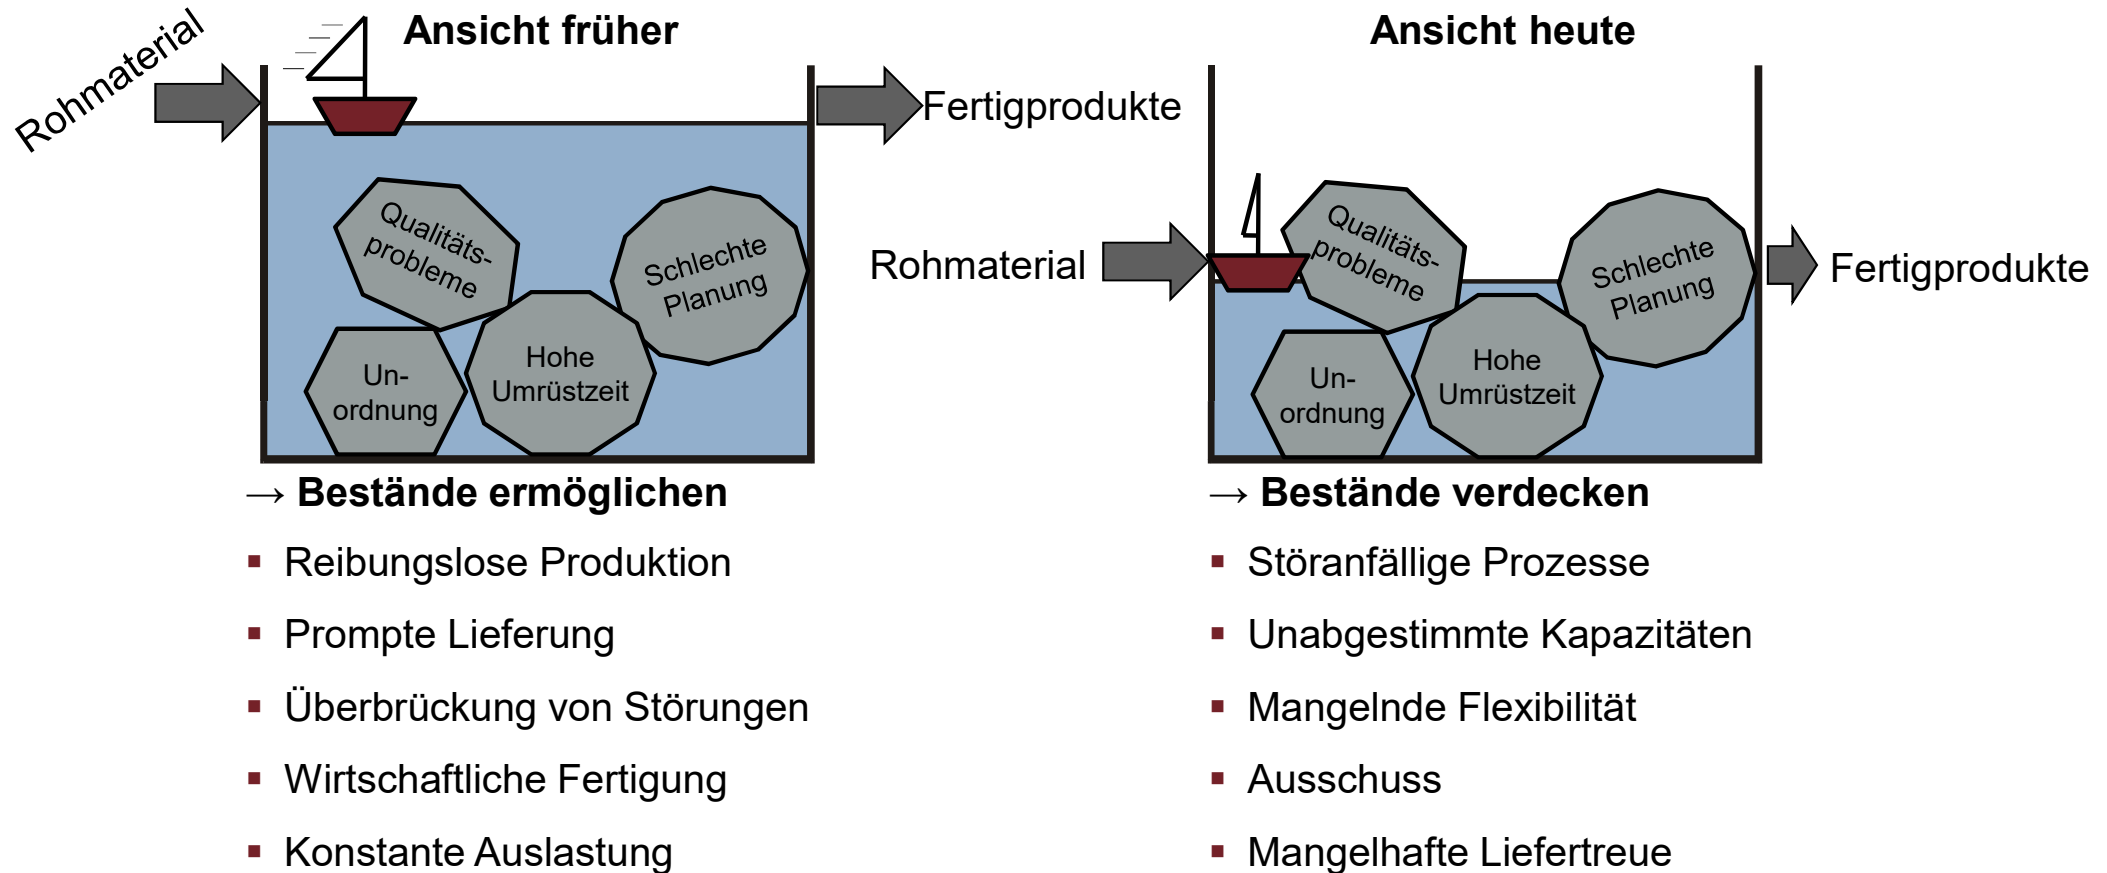 Ansicht früher
Rohmaterial
Fertigprodukte
Qualitäts-
probleme
Schlechte
Planung
Un-
ordnung
Hohe
Umrüstzeit
→ Bestände ermöglichen
▪ Reibungslose Produktion
▪ Prompte Lieferung
▪ Überbrückung von Störungen
▪ Wirtschaftliche Fertigung
▪ Konstante Auslastung
Ansicht heute
Rohmaterial
Fertigprodukte
Qualitäts-
probleme
Schlechte
Planung
Un-
ordnung
Hohe
Umrüstzeit
→ Bestände verdecken
▪ Störanfällige Prozesse
▪ Unabgestimmte Kapazitäten
▪ Mangelnde Flexibilität
▪ Ausschuss
▪ Mangelhafte Liefertreue